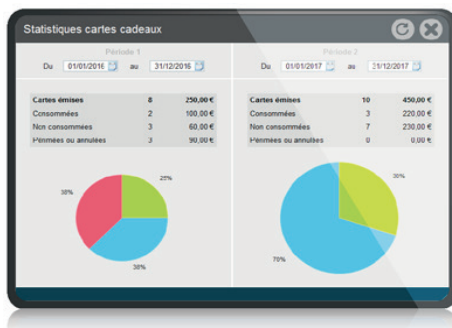 Statistiques cartes cadeaux
Période 1
Du 01/01/2016 au 31/12/2016
Cartes émises 8 250,00 €
Consommées 2 100,00 €
Non consommées 3 60,00 €
Périmées ou annulées 3 90,00 €
25%
38%
38%
Période 2
Du 01/01/2017 au 31/12/2017
Cartes émises 10 450,00 €
Consommées 3 220,00 €
Non consommées 7 230,00 €
Périmées ou annulées 0 0,00 €
30%
70%